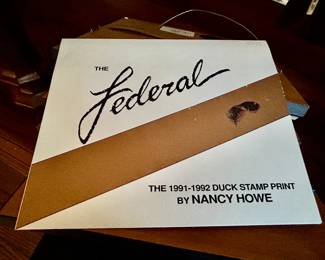 THE
Federal
THE 1991-1992 DUCK STAMP PRINT
BY NANCY HOWE